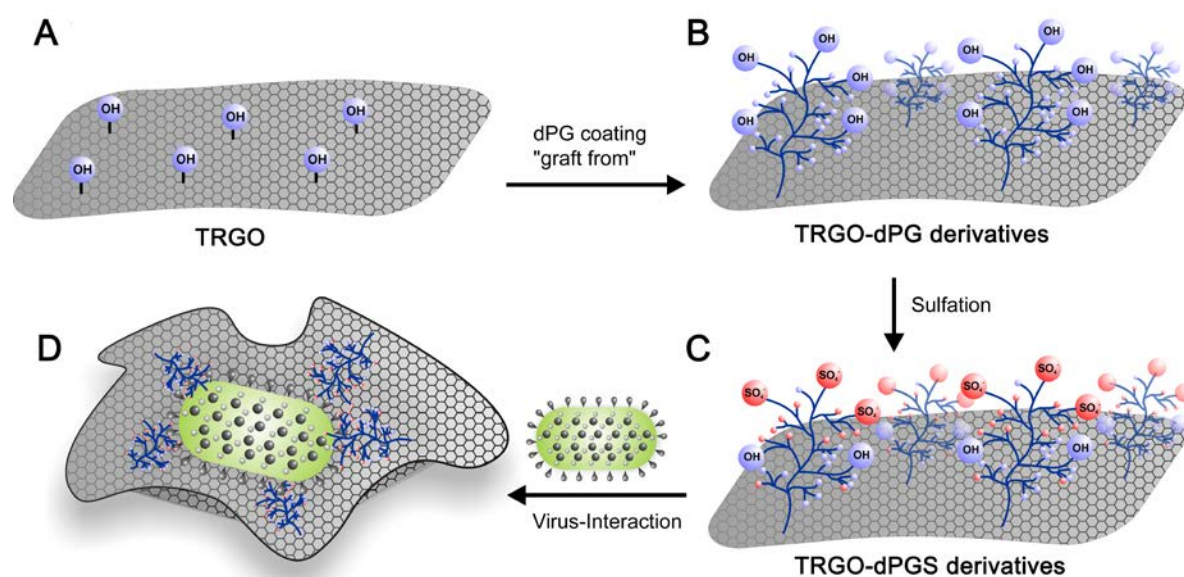 A
OH
OH
OH
OH
OH
OH
TRGO
dPG coating
"graft from"
B
OH
OH
OH
OH
OH
OH
OH
OH
TRGO-dPG derivatives
Sulfation
C
SO4-
SO4-
SO4-
SO4-
SO4-
SO4-
OH
OH
OH
TRGO-dPGS derivatives
Virus-Interaction
D